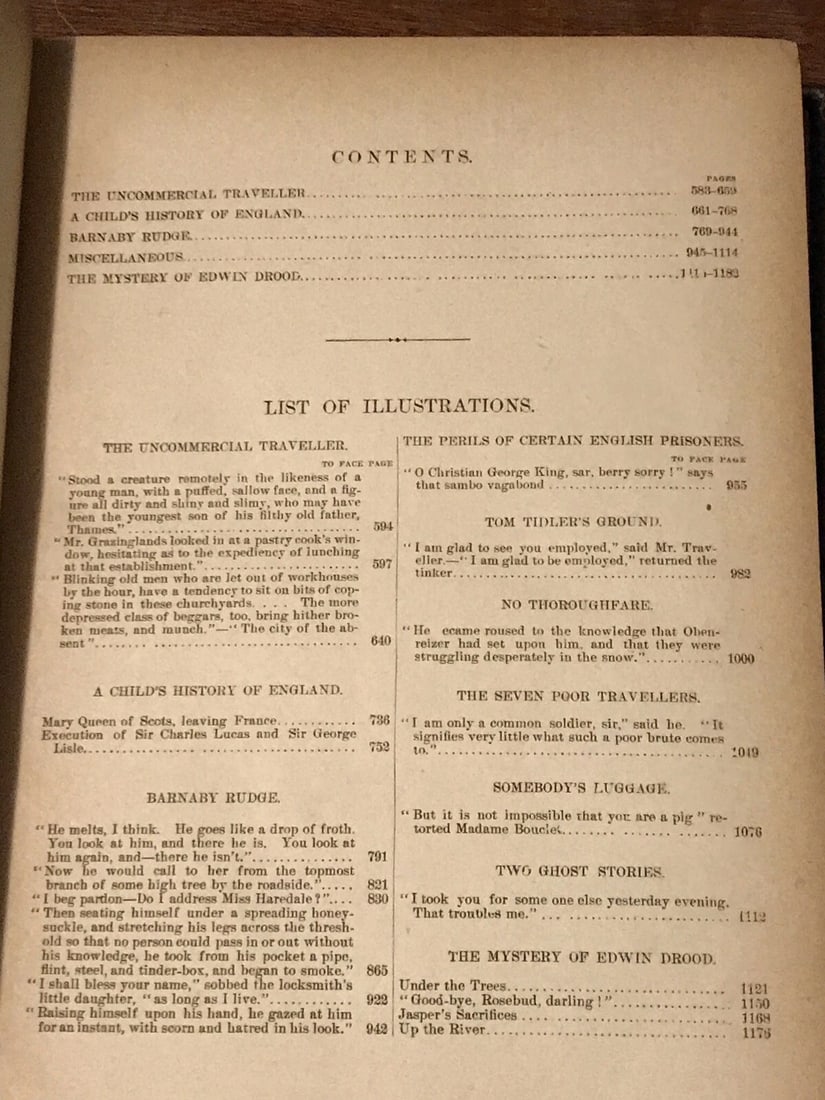 CONTENTS.
PAGES
THE UNCOMMERCIAL TRAVELLER 583–659
A CHILD'S HISTORY OF ENGLAND 661–768
BARNABY RUDGE 769–944
MISCELLANEOUS 945–1114
THE MYSTERY OF EDWIN DROOD
LIST OF ILLUSTRATIONS.
THE UNCOMMERCIAL TRAVELLER.
TO FACE PAGE
"Stood a creature remotely in the likeness of a
young man, with a puffed, sallow face, and a fig-
ure all dirty and shiny and slimy, who may have
been the youngest son of his filthy old father,
Thames." 594
"Mr. Grazinglands looked in at a pastry cook's win-
dow, hesitating as to the expediency of lunching
at that establishment." 597
"Blinking old men who are let out of workhouses
by the hour, have a tendency to sit on bits of cop-
ing stone in these churchyards. . . . The more
depressed class of beggars, too, bring hither bro-
ken meats, and munch."—"The city of the ab-
sent" 640
A CHILD'S HISTORY OF ENGLAND.
Mary Queen of Scots, leaving France 736
Execution of Sir Charles Lucas and Sir George
Lisle 752
BARNABY RUDGE.
"He melts, I think. He goes like a drop of froth.
You look at him, and there he is. You look at
him again, and—there he isn't." 791
"Now he would call to her from the topmost
branch of some high tree by the roadside." 821
"I beg pardon—Do I address Miss Haredale?" 830
"Then seating himself under a spreading honey-
suckle, and stretching his legs across the thresh-
old so that no person could pass in or out without
his knowledge, he took from his pocket a pipe,
flint, steel, and tinder-box, and began to smoke." 865
"I shall bless your name," sobbed the locksmith's
little daughter, "as long as I live." 922
"Raising himself upon his hand, he gazed at him
for an instant, with scorn and hatred in his look." 942
THE PERILS OF CERTAIN ENGLISH PRISONERS.
TO FACE PAGE
"O Christian George King, sar, berry sorry!" says
that sambo vagabond 955
TOM TIDLER'S GROUND.
"I am glad to see you employed," said Mr. Trav-
eller.—"I am glad to be employed," returned the
tinker 982
NO THOROUGHFARE.
"He ecame roused to the knowledge that Oben-
reizer had set upon him, and that they were
struggling desperately in the snow." 1000
THE SEVEN POOR TRAVELLERS.
"I am only a common soldier, sir," said he. "It
signifies very little what such a poor brute comes
to." 1049
SOMEBODY'S LUGGAGE.
"But it is not impossible that you are a pig" re-
torted Madame Bouclet 1076
TWO GHOST STORIES.
"I took you for some one else yesterday evening.
That troubles me." 1112
THE MYSTERY OF EDWIN DROOD.
Under the Trees 1121
"Good-bye, Rosebud, darling!" 1150
Jasper's Sacrifices 1168
Up the River 1176